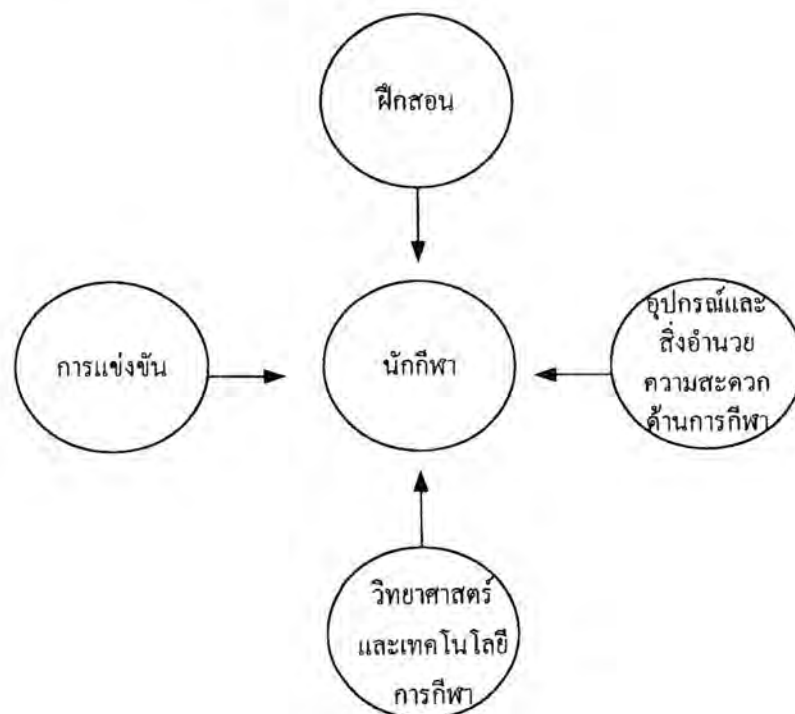 ฝึกสอน
การแข่งขัน
นักกีฬา
อุปกรณ์และ
สิ่งอำนวย
ความสะดวก
ด้านการกีฬา
วิทยาศาสตร์
และเทคโนโลยี
การกีฬา